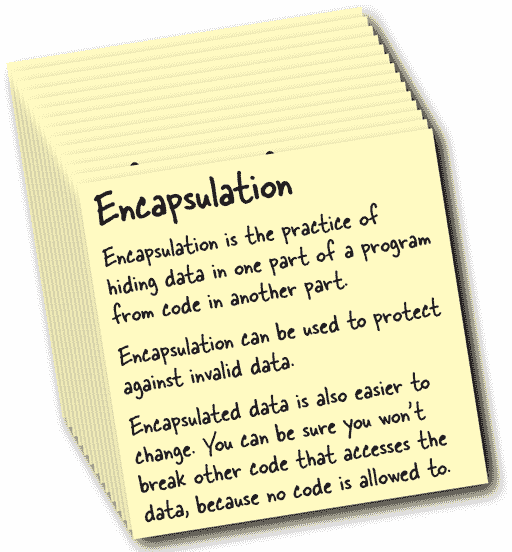 Encapsulation
Encapsulation is the practice of
hiding data in one part of a program
from code in another part.
Encapsulation can be used to protect
against invalid data.
Encapsulated data is also easier to
change. You can be sure you won't
break other code that accesses the
data, because no code is allowed to.